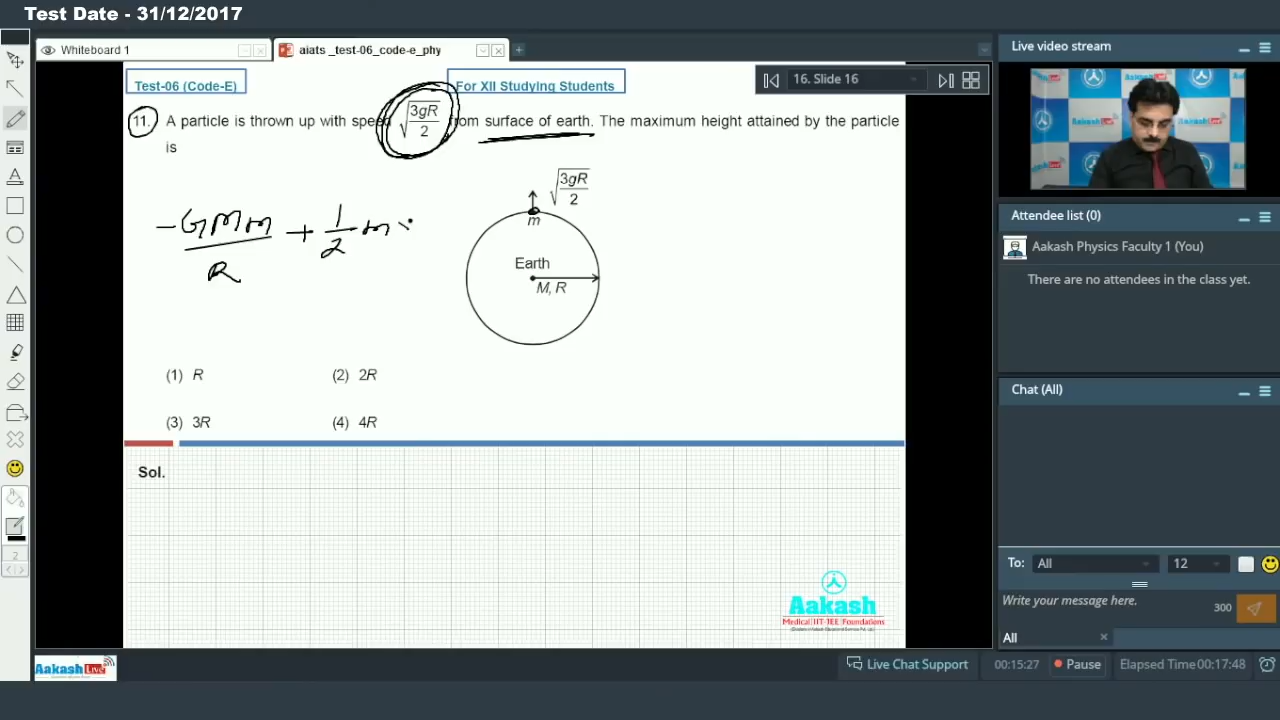 Test Date - 31/12/2017
Whiteboard 1
aiats _test-06_code-e_phy
Live video stream
Test-06 (Code-E)
For XII Studying Students
16. Slide 16
11. A particle is thrown up with speed √(3gR/2) from surface of earth. The maximum height attained by the particle
is
√(3gR/2)
m
-GMm/R + 1/2 m
Earth
M, R
(1) R
(2) 2R
(3) 3R
(4) 4R
Sol.
Aakash
Medical|IIT-JEE|Foundations
Aakash Live
Attendee list (0)
Aakash Physics Faculty 1 (You)
There are no attendees in the class yet.
Chat (All)
To:
All
12
Write your message here.
300
All
2
Live Chat Support
00:15:27
Pause
Elapsed Time 00:17:48